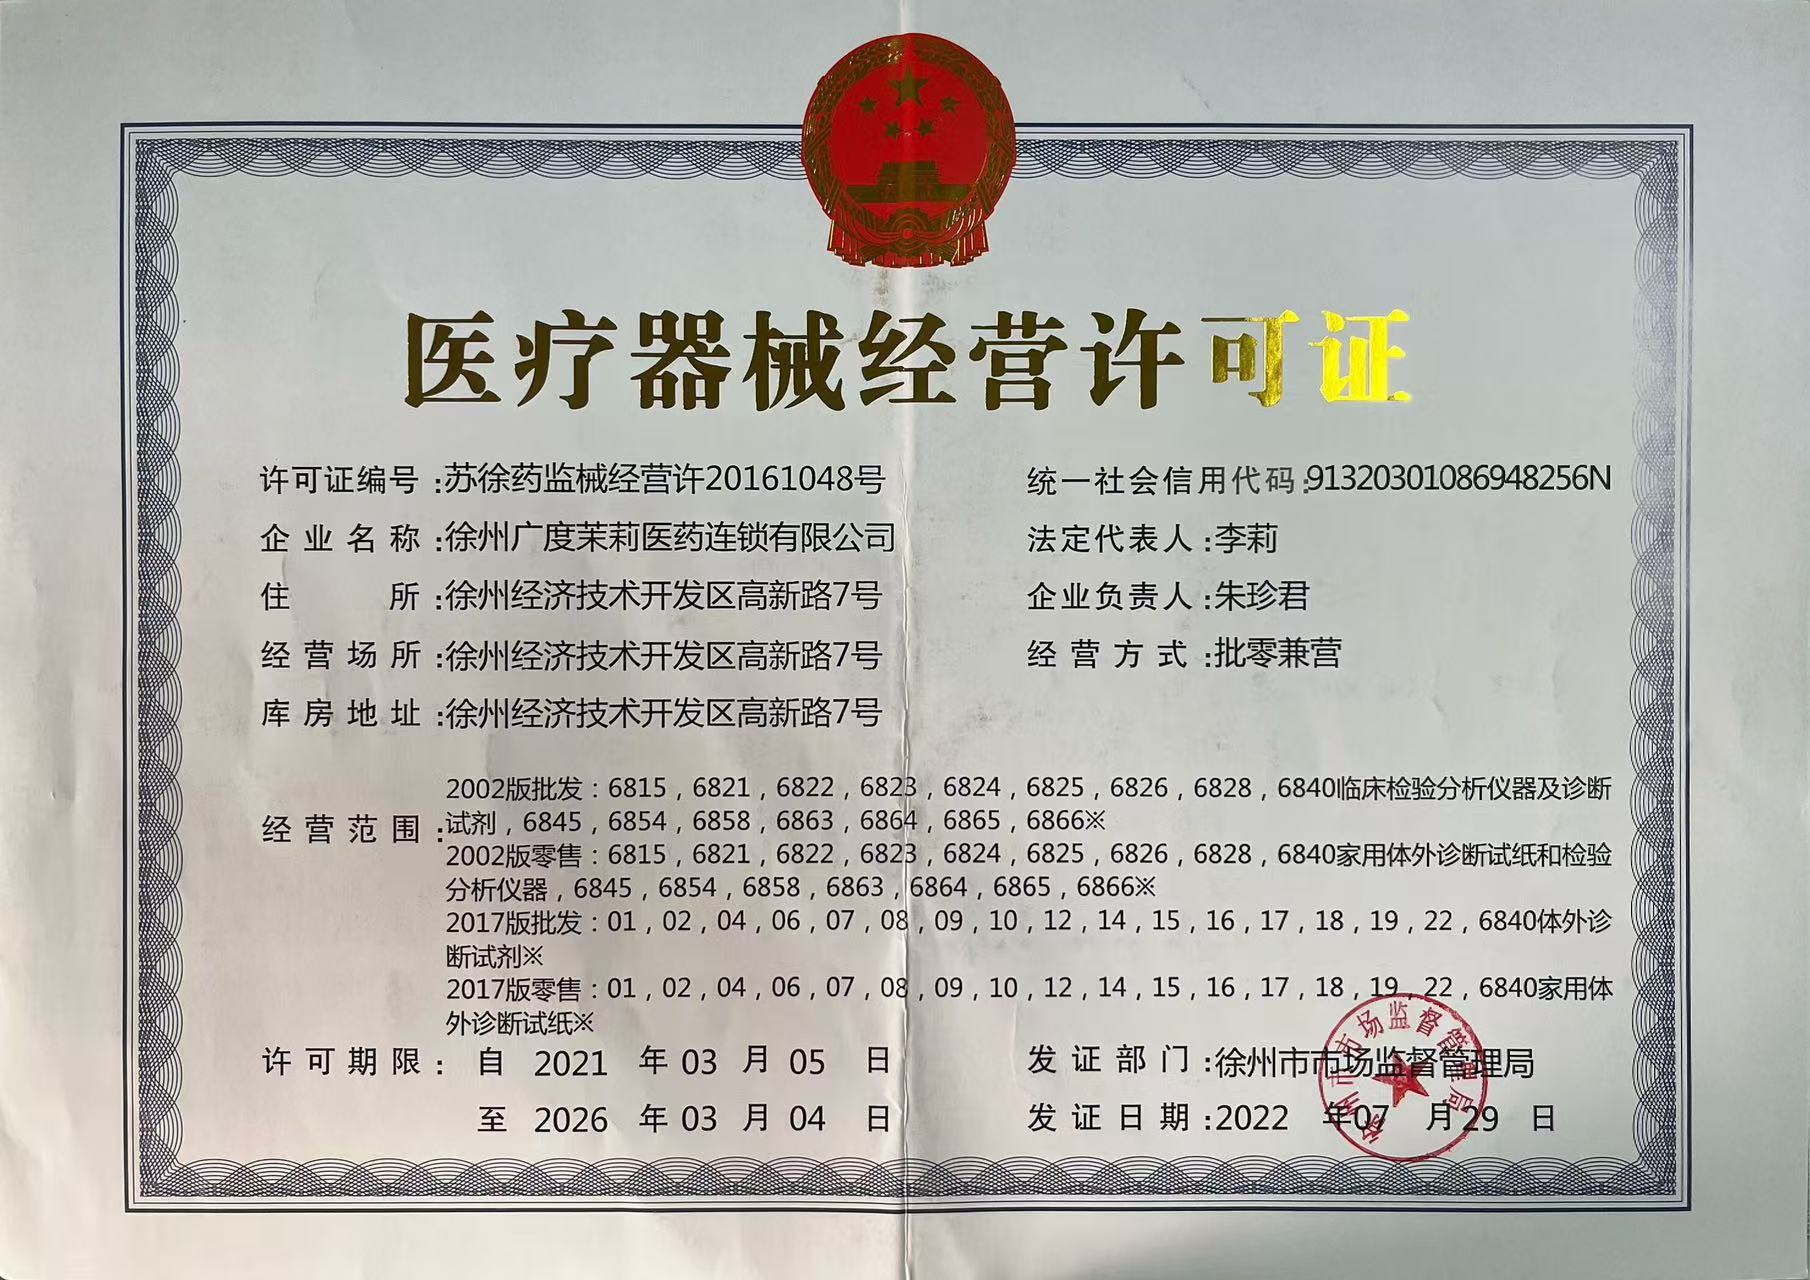 医疗器械经营许可证
许可证编号：苏徐药监械经营许20161048号
统一社会信用代码：91320301086948256N
企业名称：徐州广度茉莉医药连锁有限公司
法定代表人：李莉
住所：徐州经济技术开发区高新路7号
企业负责人：朱珍君
经营场所：徐州经济技术开发区高新路7号
经营方式：批零兼营
库房地址：徐州经济技术开发区高新路7号
经营范围：
2002版批发：6815，6821，6822，6823，6824，6825，6826，6828，6840临床检验分析仪器及诊断
试剂，6845，6854，6858，6863，6864，6865，6866※
2002版零售：6815，6821，6822，6823，6824，6825，6826，6828，6840家用体外诊断试纸和检验
分析仪器，6845，6854，6858，6863，6864，6865，6866※
2017版批发：01，02，04，06，07，08，09，10，12，14，15，16，17，18，19，22，6840体外诊
断试剂※
2017版零售：01，02，04，06，07，08，09，10，12，14，15，16，17，18，19，22，6840家用体
外诊断试纸※
许可期限：自 2021 年 03 月 05 日
至 2026 年 03 月 04 日
发证部门：徐州市市场监督管理局
发证日期：2022 年 07 月 29 日
徐州市市场监督管理局